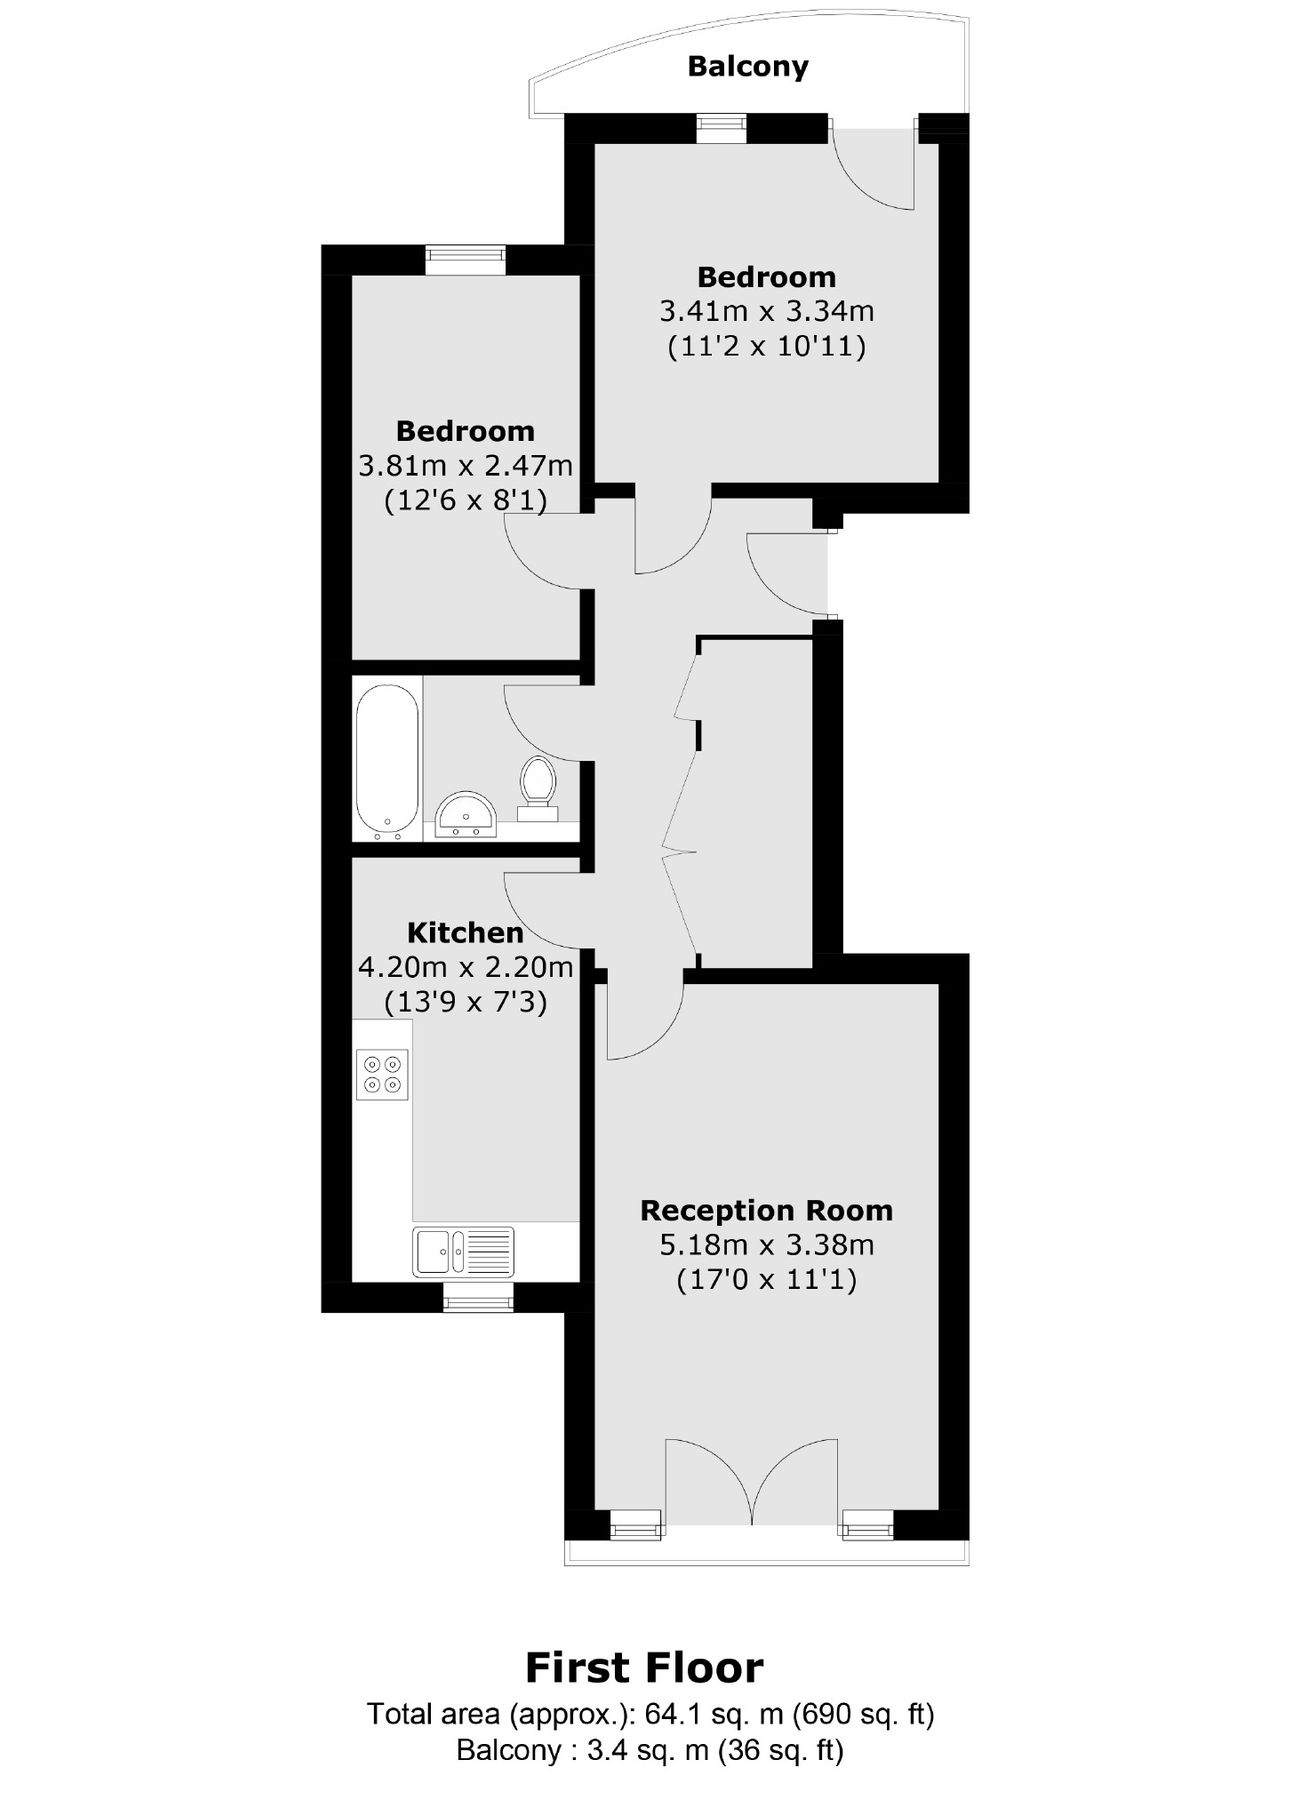 Balcony
Bedroom
3.41m x 3.34m
(11'2 x 10'11)
Bedroom
3.81m x 2.47m
(12'6 x 8'1)
Kitchen
4.20m x 2.20m
(13'9 x 7'3)
Reception Room
5.18m x 3.38m
(17'0 x 11'1)
First Floor
Total area (approx.): 64.1 sq. m (690 sq. ft)
Balcony : 3.4 sq. m (36 sq. ft)